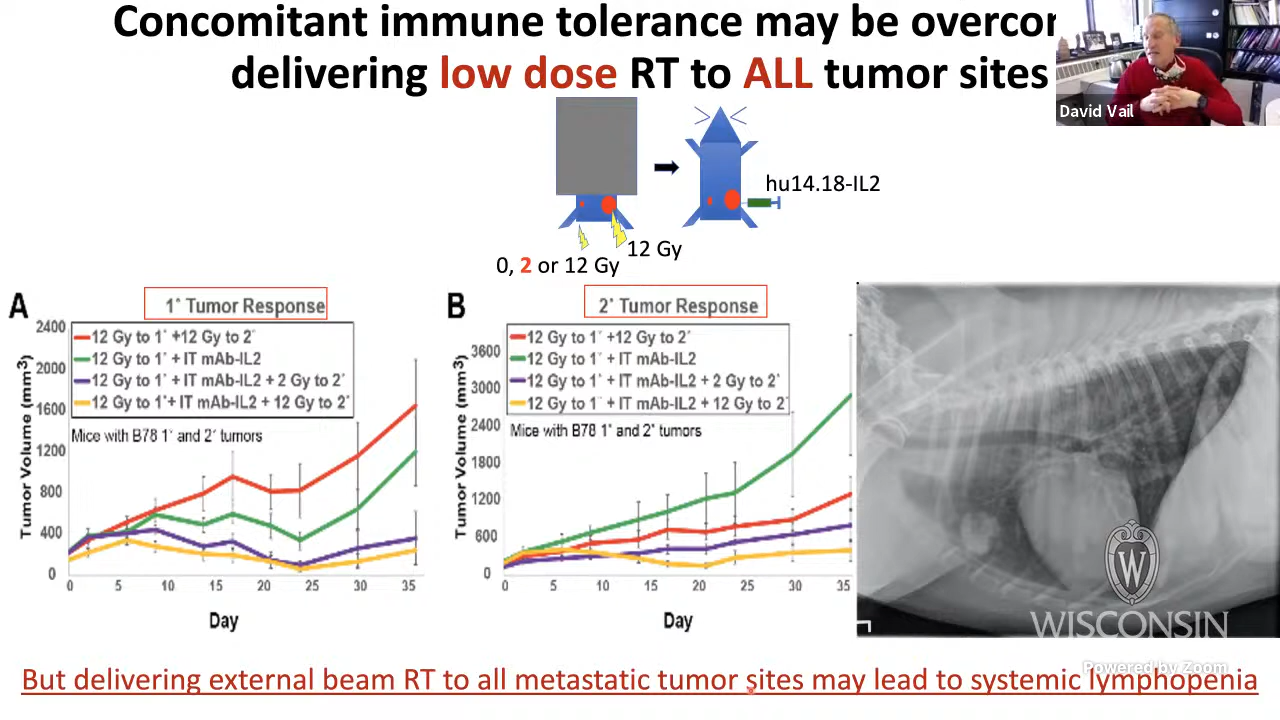 Concomitant immune tolerance may be overcor
delivering low dose RT to ALL tumor sites
David Vail
hu14.18-IL2
12 Gy
0, 2 or 12 Gy
A
1° Tumor Response
2400
2000
1600
1200
800
400
0
Tumor Volume (mm3)
12 Gy to 1° +12 Gy to 2°
12 Gy to 1° + IT mAb-IL2
12 Gy to 1° + IT mAb-IL2 + 2 Gy to 2°
12 Gy to 1°+ IT mAb-IL2 + 12 Gy to 2°
Mice with B78 1° and 2° tumors
0 5 10 15 20 25 30 35
Day
B
2° Tumor Response
3600
3000
2400
1800
1200
600
0
Tumor Volume (mm3)
12 Gy to 1° +12 Gy to 2°
12 Gy to 1° + IT mAb-IL2
12 Gy to 1° + IT mAb-IL2 + 2 Gy to 2°
12 Gy to 1° + IT mAb-IL2 + 12 Gy to 2°
Mice with B78 1° and 2° tumors
0 5 10 15 20 25 30 35
Day
W
WISCONSIN
Powered by Zoom
But delivering external beam RT to all metastatic tumor sites may lead to systemic lymphopenia